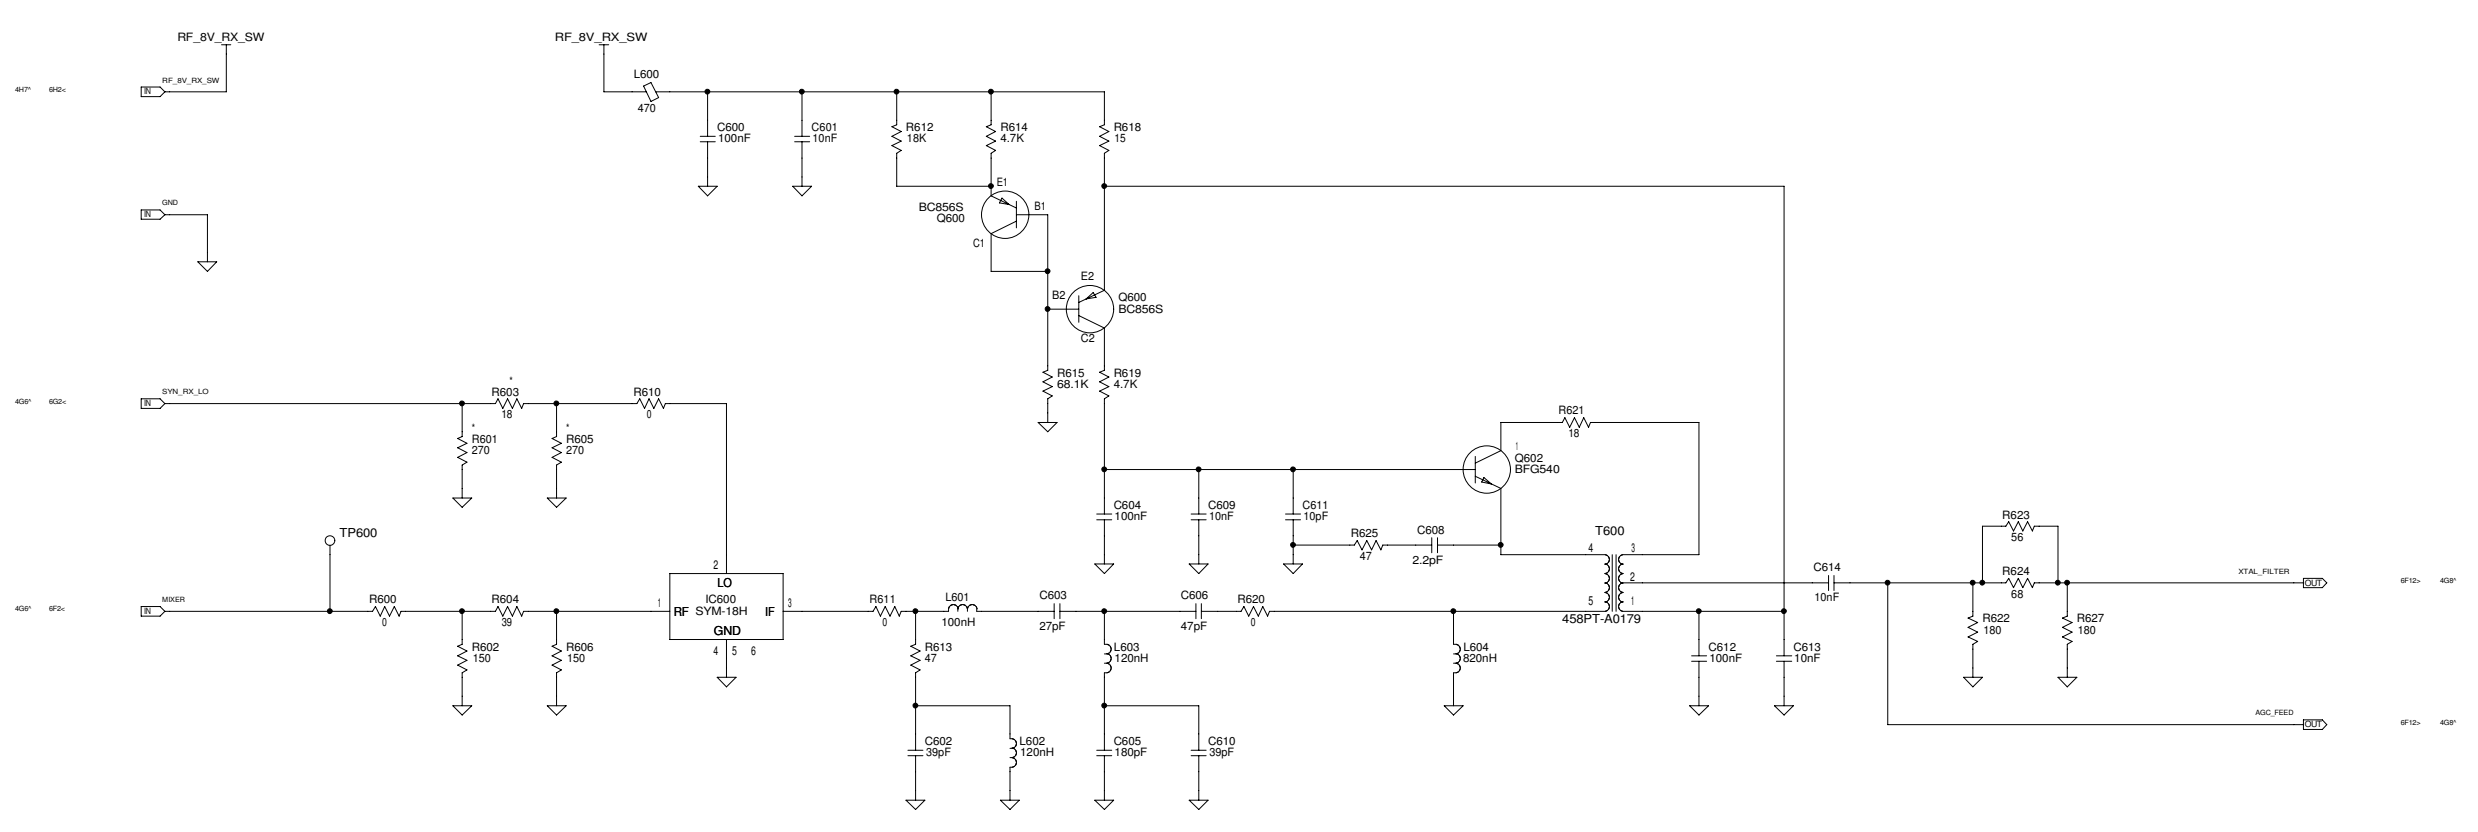 RF_8V_RX_SW
RF_8V_RX_SW
4H7^ 6H2<
IN
RF_8V_RX_SW
L600
470
C600
100nF
C601
10nF
R612
18K
R614
4.7K
R618
15
IN
GND
E1
BC856S
Q600
B1
C1
E2
B2
Q600
BC856S
C2
R615
68.1K
R619
4.7K
4G6^ 6G2<
IN
SYN_RX_LO
*
R603
18
R610
0
*
R601
270
*
R605
270
R621
18
1
Q602
BFG540
C604
100nF
C609
10nF
C611
10pF
R625
47
C608
2.2pF
TP600
T600
4
3
2
5
1
458PT-A0179
4G6^ 6F2<
IN
MIXER
R600
0
R604
39
R602
150
R606
150
2
LO
IC600
SYM-18H
1
RF
IF
3
GND
4 5 6
R611
0
L601
100nH
C603
27pF
C606
47pF
R620
0
R613
47
L603
120nH
L604
820nH
C612
100nF
C613
10nF
C602
39pF
L602
120nH
C605
180pF
C610
39pF
C614
10nF
R623
56
R624
68
R622
180
R627
180
XTAL_FILTER
OUT
6F12> 4G8^
AGC_FEED
OUT
6F12> 4G8^